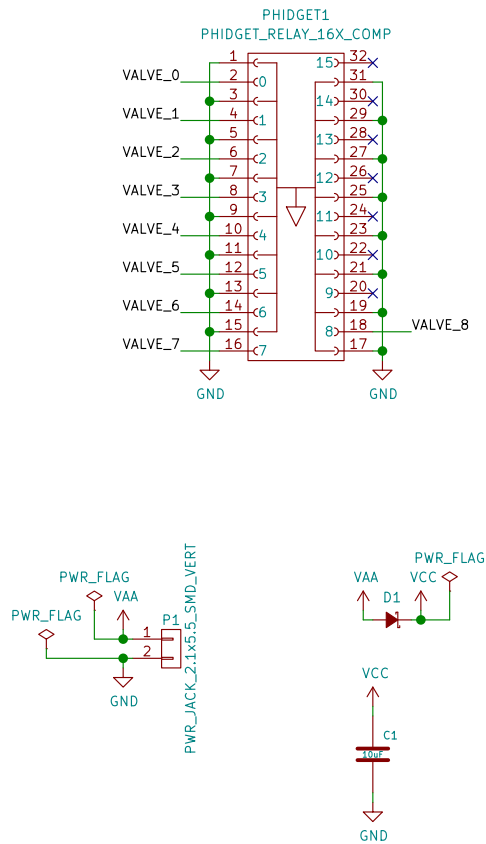 PHIDGET1
PHIDGET_RELAY_16X_COMP
1 15 32
VALVE_0 2 0 31
3 14 30
VALVE_1 4 1 29
5 13 28
VALVE_2 6 2 27
7 12 26
VALVE_3 8 3 25
9 11 24
VALVE_4 10 4 23
11 10 22
VALVE_5 12 5 21
13 9 20
VALVE_6 14 6 19
15 8 18 VALVE_8
VALVE_7 16 7 17
GND GND
PWR_FLAG
VAA
PWR_FLAG
P1
1
2
PWR_JACK_2.1x5.5_SMD_VERT
GND
PWR_FLAG
VAA VCC
D1
VCC
C1
10uF
GND